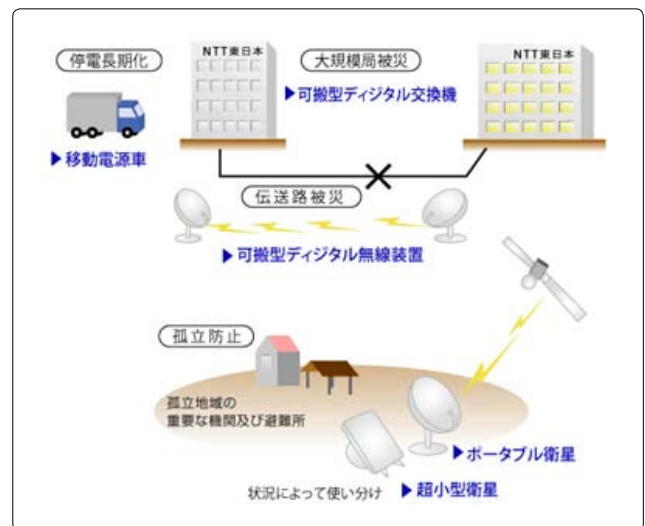 停電長期化
NTT東日本
大規模局被災
NTT東日本
▶可搬型ディジタル交換機
▶移動電源車
伝送路被災
▶可搬型ディジタル無線装置
孤立防止
孤立地域の
重要な機関及び避難所
▶ポータブル衛星
状況によって使い分け
▶超小型衛星